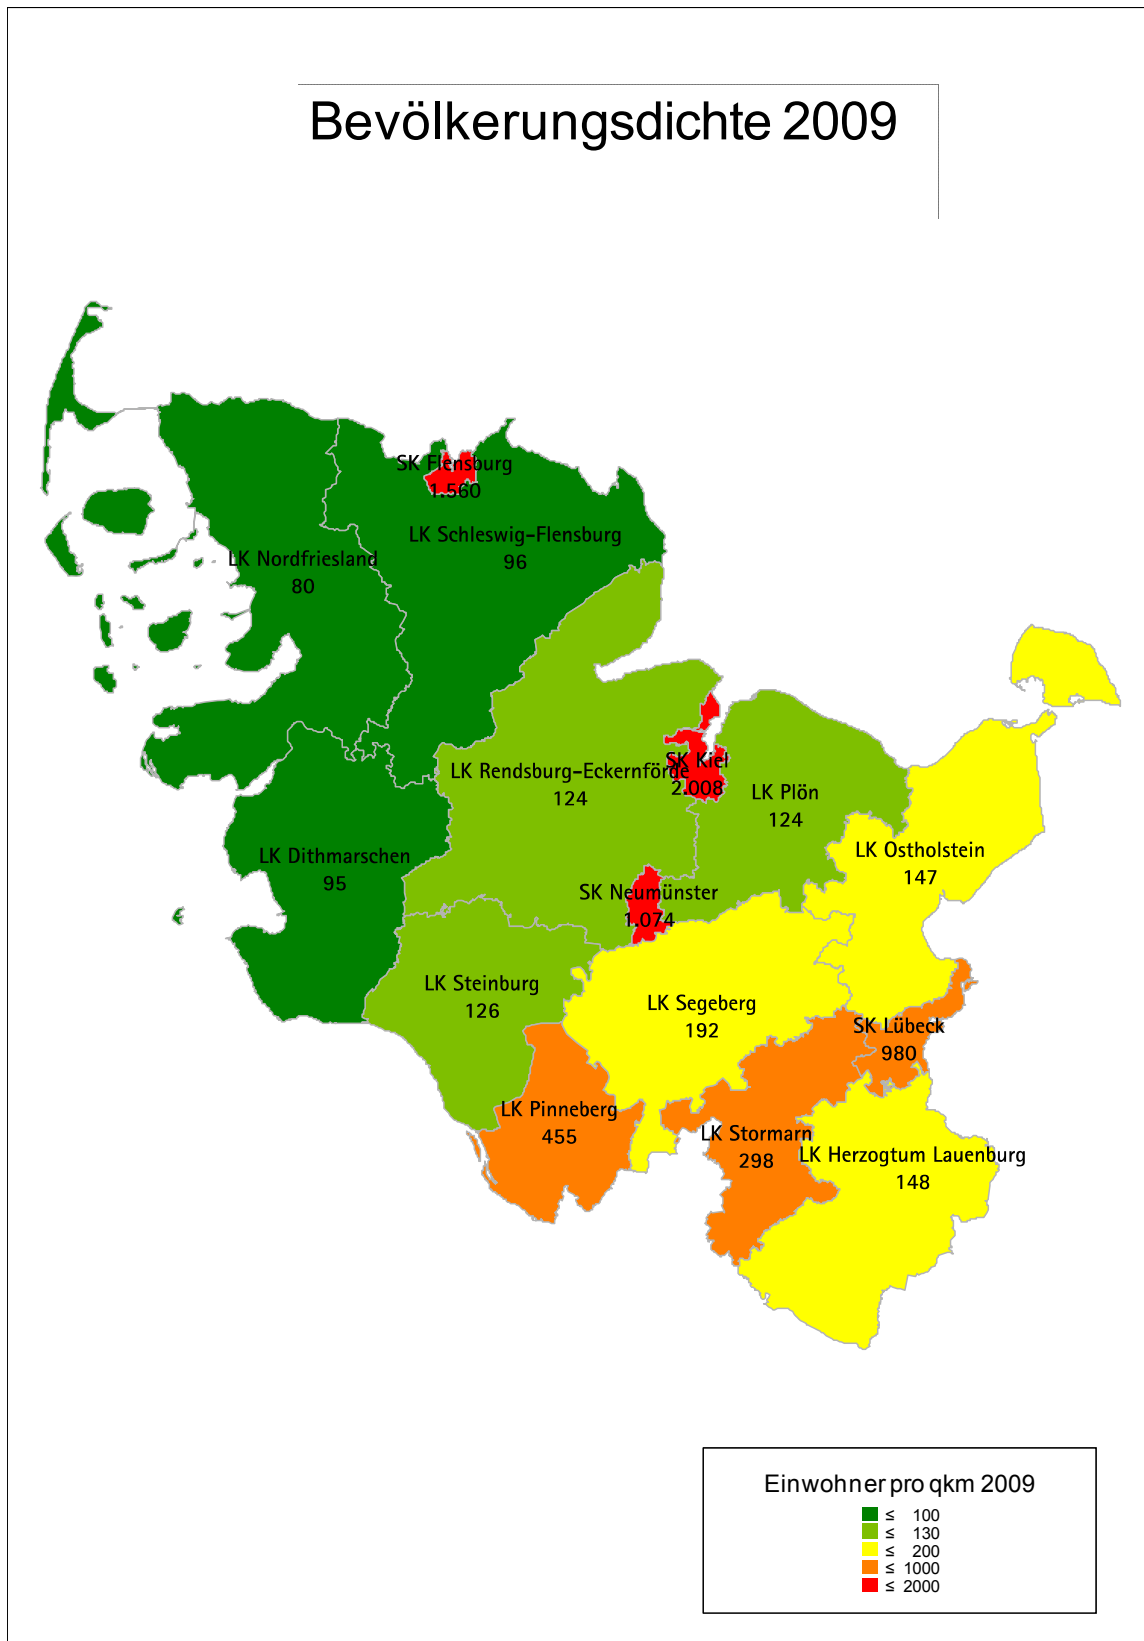 Bevölkerungsdichte 2009
SK Flensburg
1.560
LK Schleswig-Flensburg
96
LK Nordfriesland
80
SK Kiel
2.008
LK Rendsburg-Eckernförde
124
LK Plön
124
LK Ostholstein
147
LK Dithmarschen
95
SK Neumünster
1.074
LK Steinburg
126
LK Segeberg
192
SK Lübeck
980
LK Pinneberg
455
LK Stormarn
298
LK Herzogtum Lauenburg
148
Einwohner pro qkm 2009
≤ 100
≤ 130
≤ 200
≤ 1000
≤ 2000